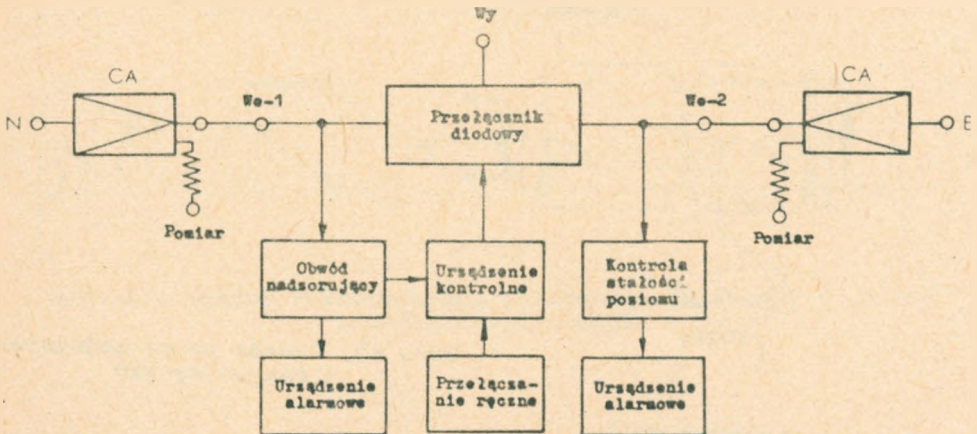 Wy
CA
CA
We-1
We-2
N
Przełącznik
diodowy
E
Pomiar
Pomiar
Obwód
nadzorujący
Urządzenie
kontrolne
Kontrola
stałości
poziomu
Urządzenie
alarmowe
Przełącza-
nie ręczne
Urządzenie
alarmowe